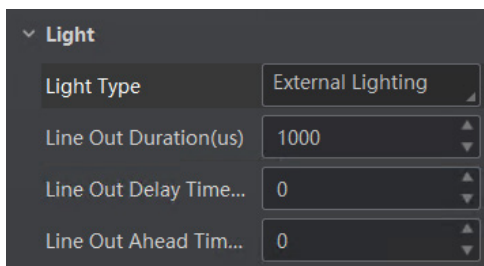 Light
Light Type External Lighting
Line Out Duration(us) 1000
Line Out Delay Time... 0
Line Out Ahead Tim... 0